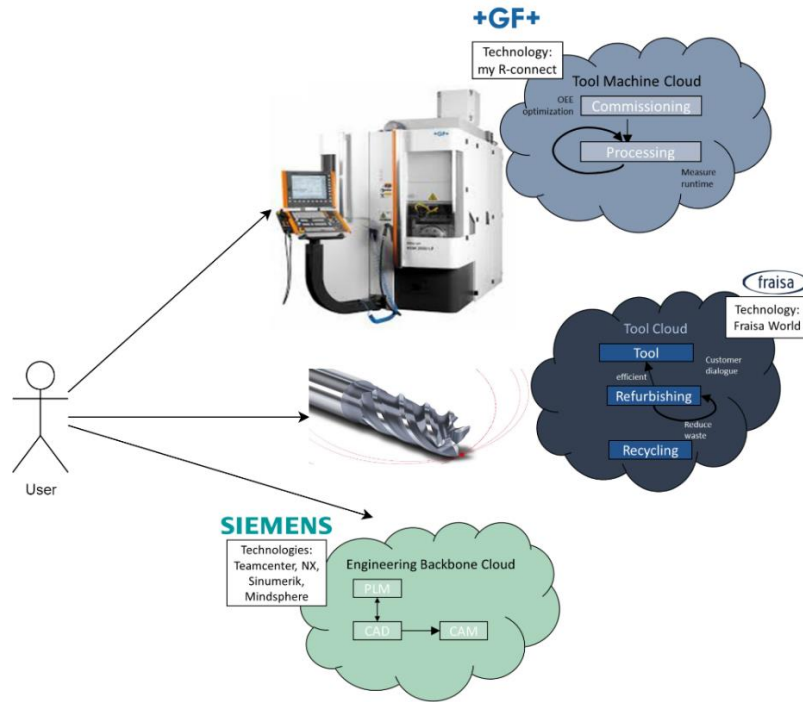 +GF+
Technology:
my R-connect
Tool Machine Cloud
OEE
optimization
Commissioning
Processing
Measure
runtime
+GF+
fraisa
Technology:
Fraisa World
Tool Cloud
Tool
Customer
dialogue
efficient
Refurbishing
Reduce
waste
Recycling
User
SIEMENS
Technologies:
Teamcenter, NX,
Sinumerik,
Mindsphere
Engineering Backbone Cloud
PLM
CAD
CAM